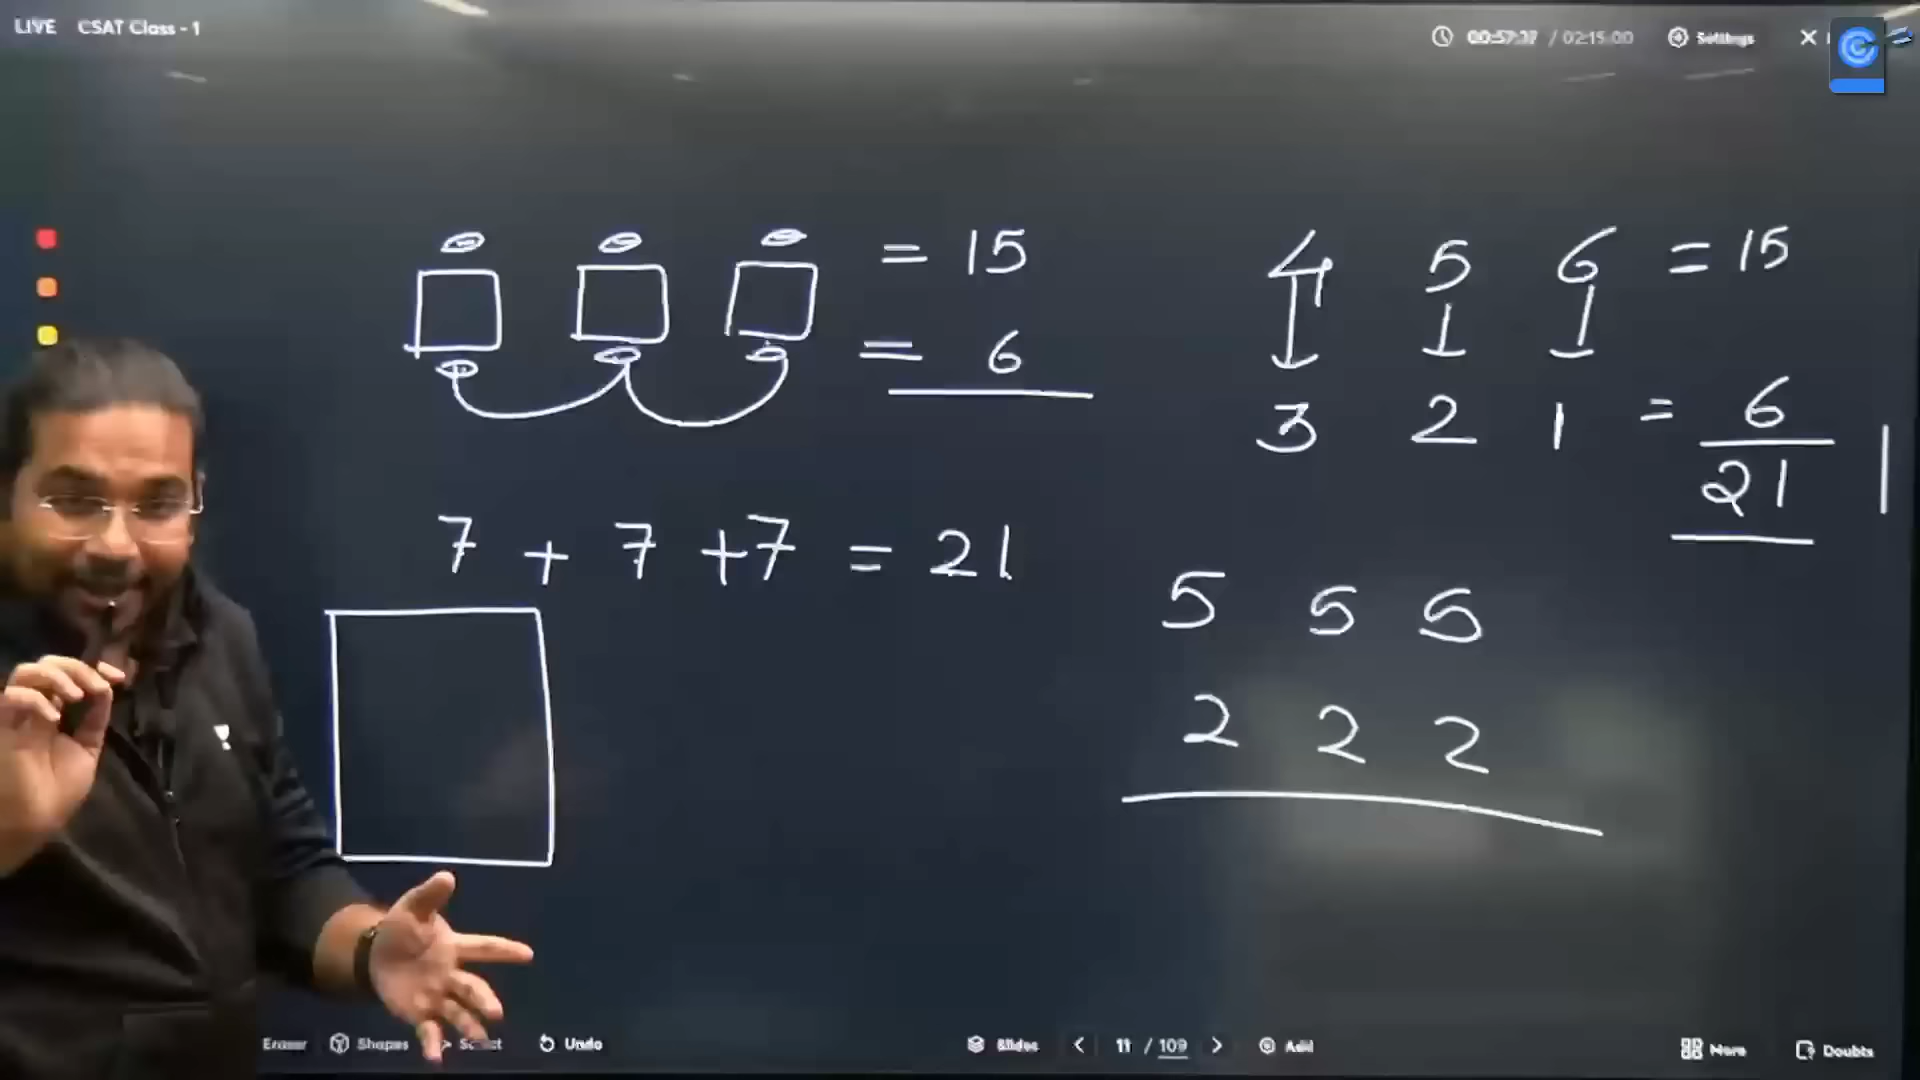 LIVE CSAT Class - 1
00:57:37 / 02:15:00 Settings
= 15
= 6
7 + 7 + 7 = 21
4 5 6 = 15
3 2 1 = 6
21
5 5 5
2 2 2
Eraser Shapes Select Undo
Slides < 11 / 109 > Add
More Doubts